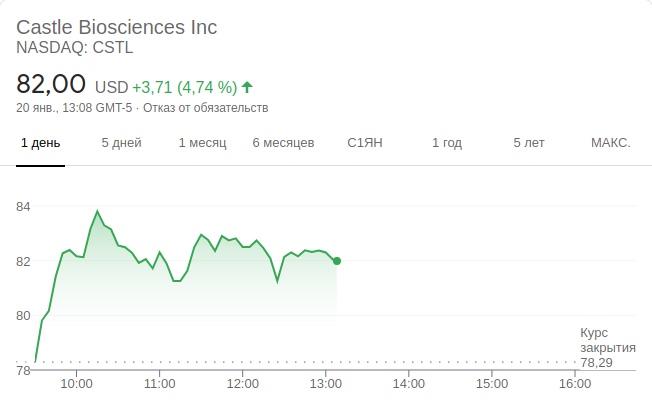 Castle Biosciences Inc
NASDAQ: CSTL
82,00 USD +3,71 (4,74 %)
20 янв., 13:08 GMT-5 · Отказ от обязательств
1 день 5 дней 1 месяц 6 месяцев С1ЯН 1 год 5 лет МАКС.
84
82
80
Курс
закрытия
78,29
78
10:00 11:00 12:00 13:00 14:00 15:00 16:00